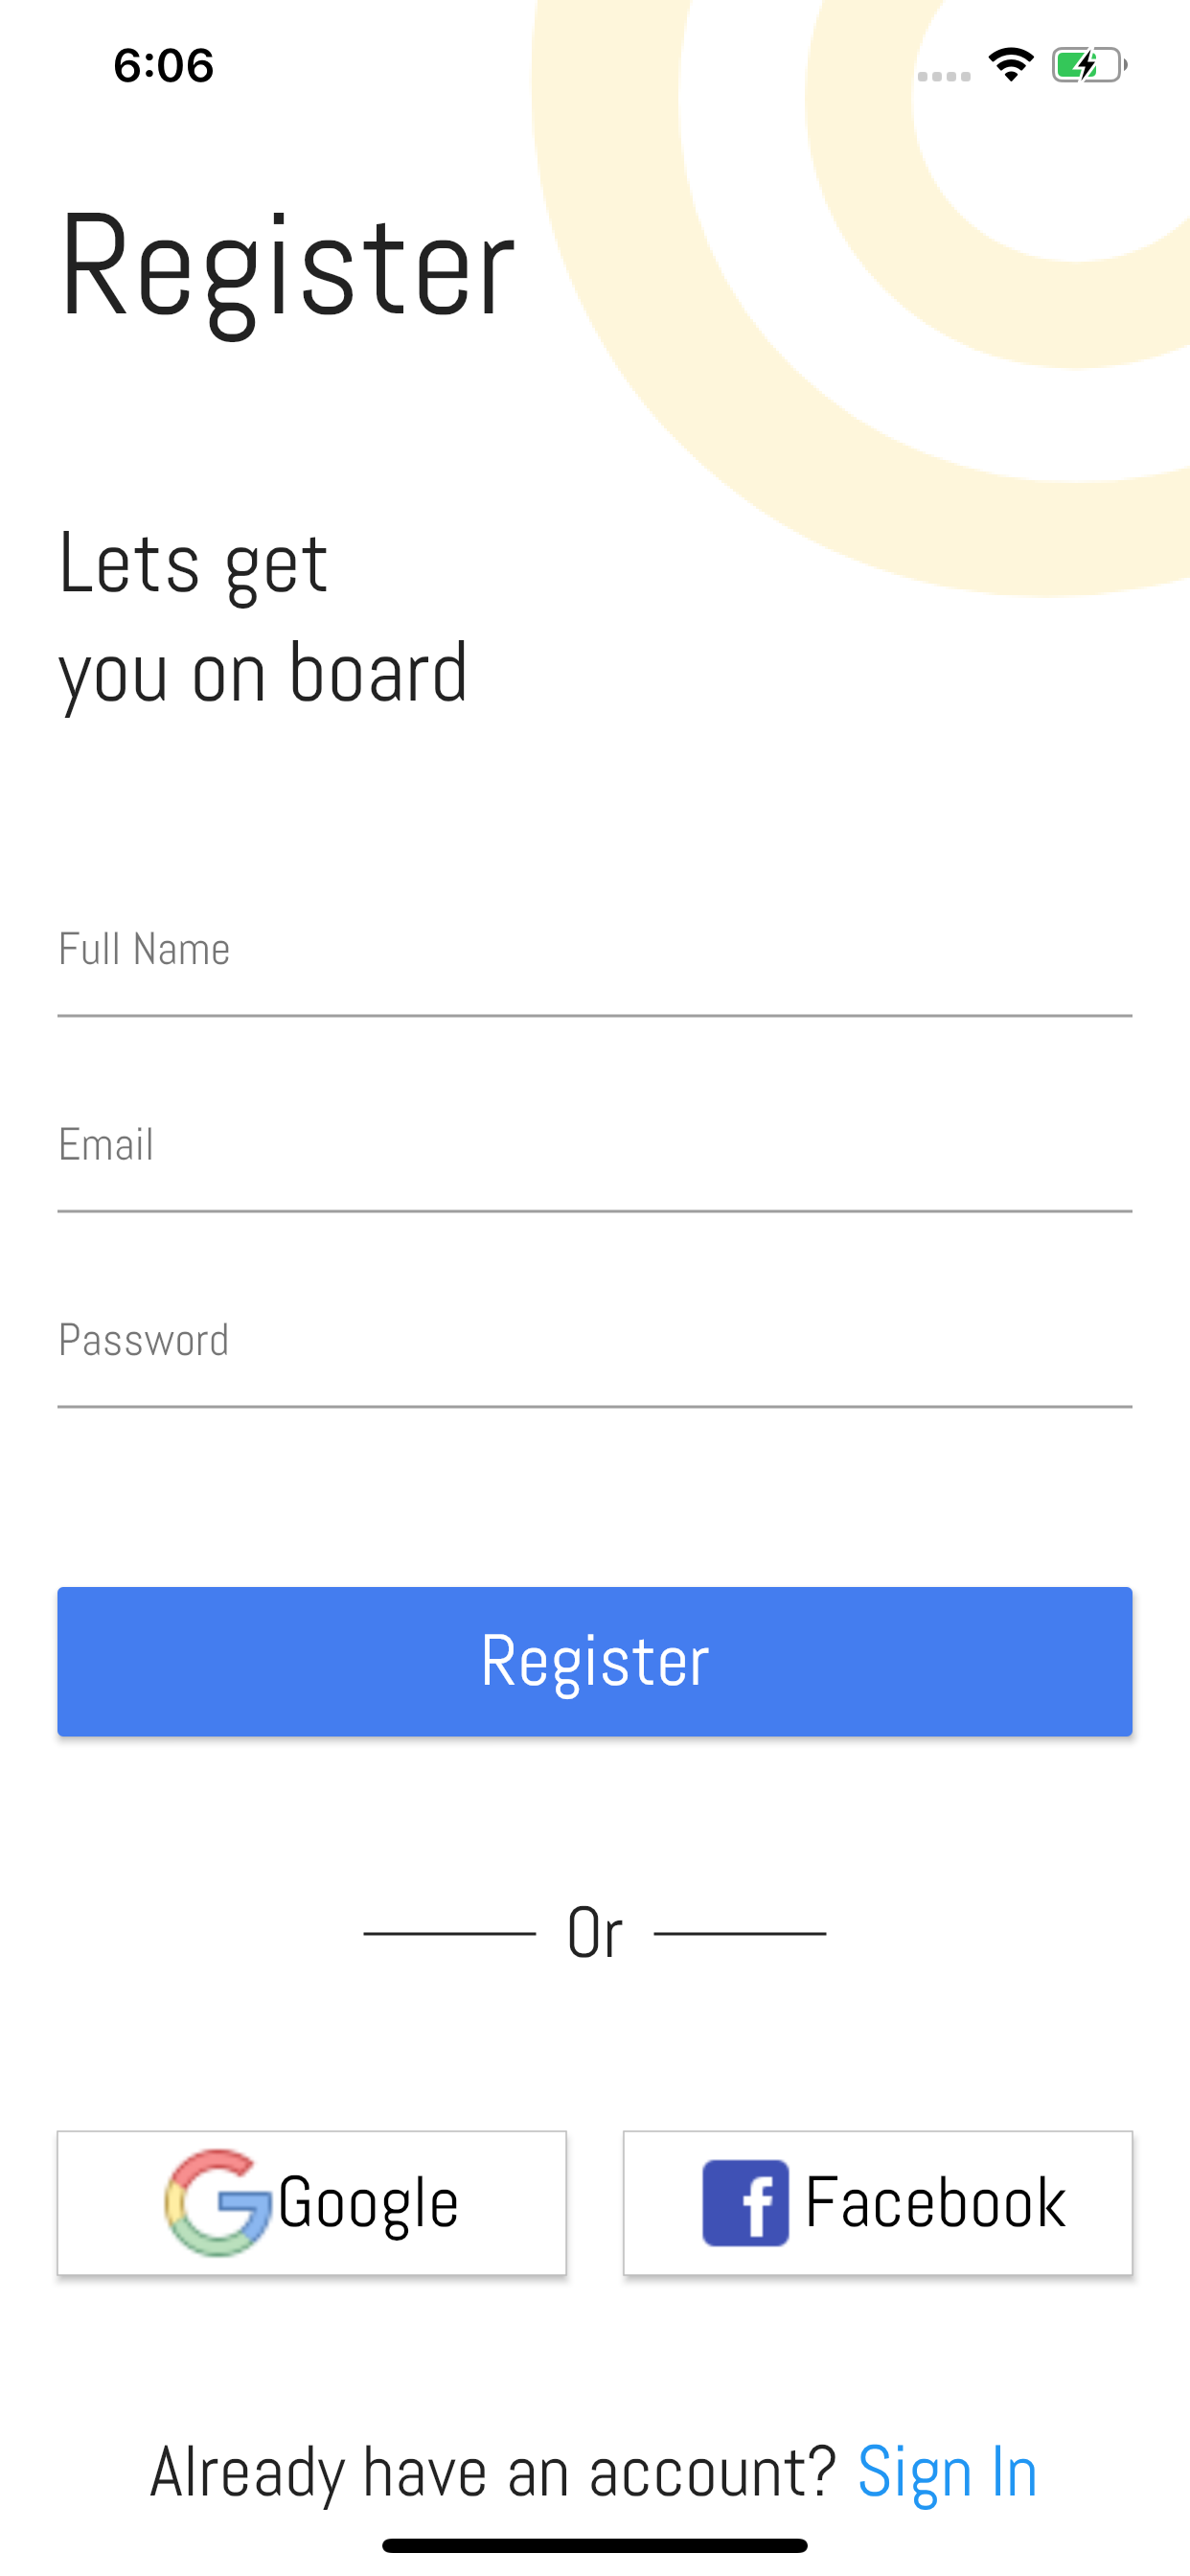 6:06
Register
Lets get
you on board
Full Name
Email
Password
Register
Or
Google
Facebook
Already have an account? Sign In